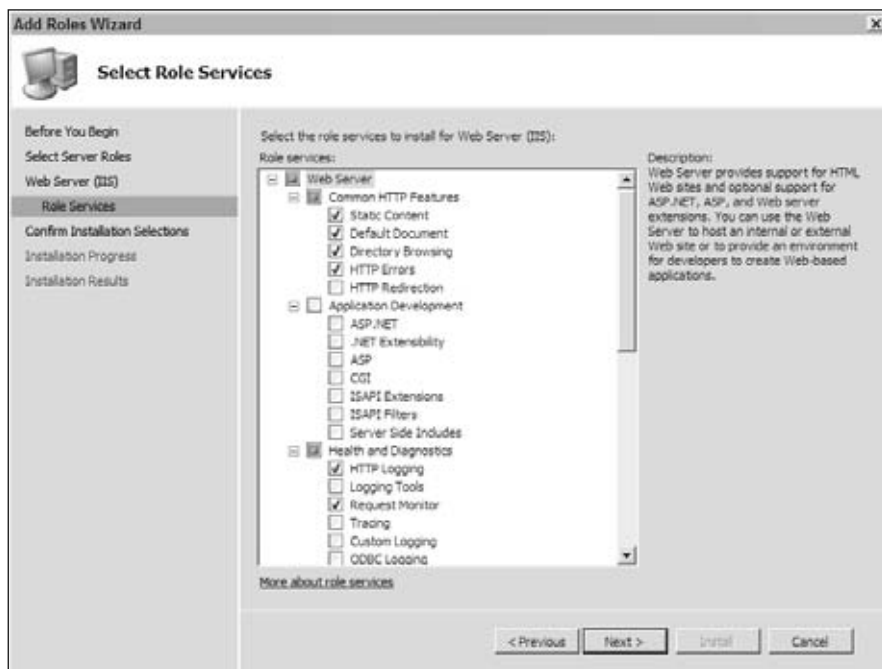 Add Roles Wizard
Select Role Services
Before You Begin
Select Server Roles
Web Server (IIS)
Role Services
Confirm Installation Selections
Installation Progress
Installation Results
Select the role services to install for Web Server (IIS):
Role services:
Web Server
Common HTTP Features
Static Content
Default Document
Directory Browsing
HTTP Errors
HTTP Redirection
Application Development
ASP.NET
.NET Extensibility
ASP
CGI
ISAPI Extensions
ISAPI Filters
Server Side Includes
Health and Diagnostics
HTTP Logging
Logging Tools
Request Monitor
Tracing
Custom Logging
ODBC Logging
More about role services
Description:
Web Server provides support for HTML
Web sites and optional support for
ASP.NET, ASP, and Web server
extensions. You can use the Web
Server to host an internal or external
Web site or to provide an environment
for developers to create Web-based
applications.
< Previous
Next >
Install
Cancel